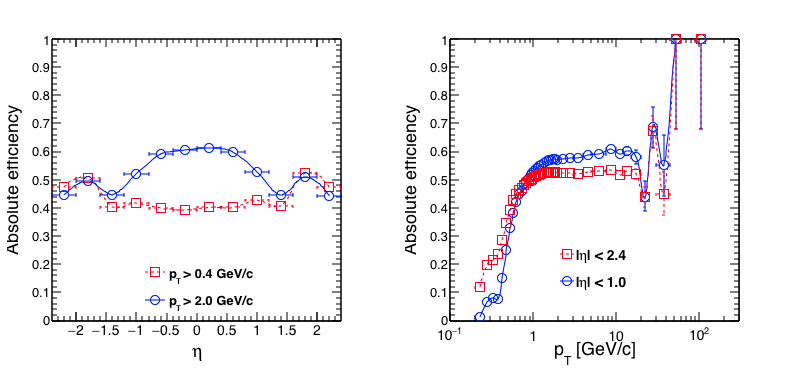 Absolute efficiency
1
0.9
0.8
0.7
0.6
0.5
0.4
0.3
0.2
0.1
0
p_T > 0.4 GeV/c
p_T > 2.0 GeV/c
−2 −1.5 −1 −0.5 0 0.5 1 1.5 2
η
Absolute efficiency
1
0.9
0.8
0.7
0.6
0.5
0.4
0.3
0.2
0.1
0
|η| < 2.4
|η| < 1.0
10⁻¹ 1 10 10²
p_T [GeV/c]